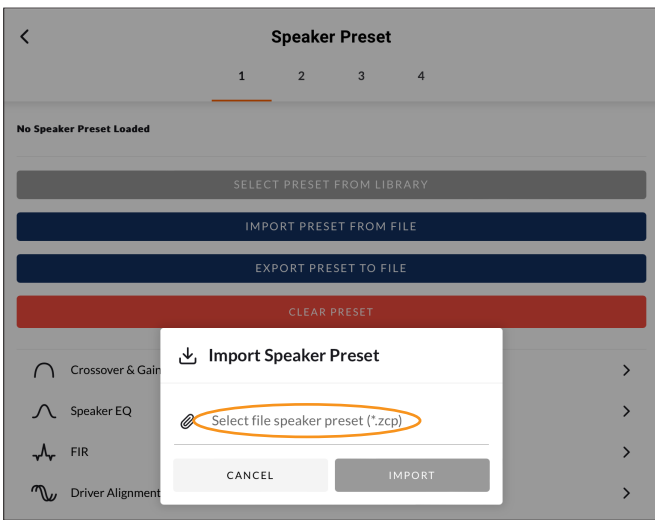 Speaker Preset
1 2 3 4
No Speaker Preset Loaded
SELECT PRESET FROM LIBRARY
IMPORT PRESET FROM FILE
EXPORT PRESET TO FILE
CLEAR PRESET
Import Speaker Preset
Crossover & Gain
Speaker EQ
Select file speaker preset (*.zcp)
FIR
CANCEL IMPORT
Driver Alignment